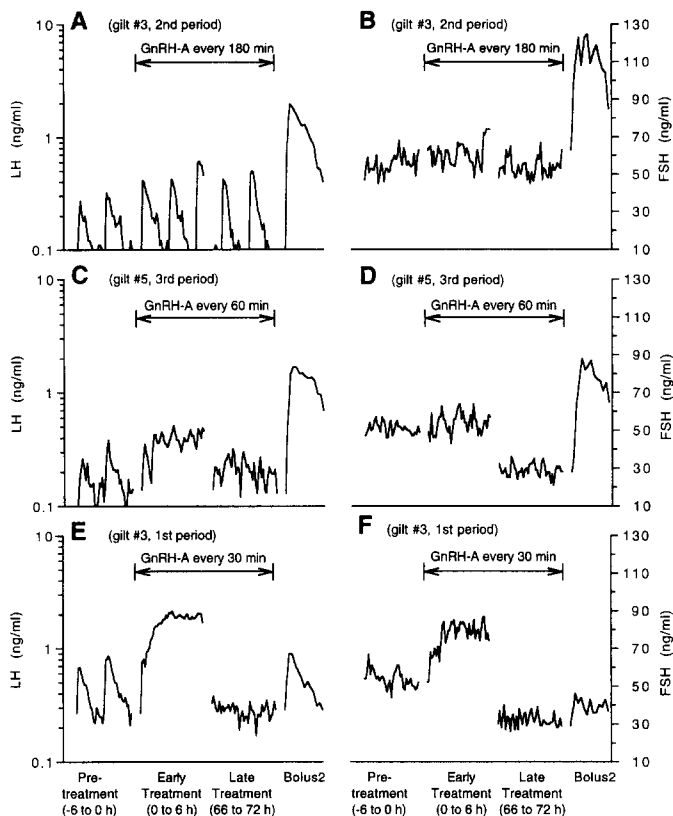 A (gilt #3, 2nd period)
GnRH-A every 180 min
10
1
0.1
LH (ng/ml)
B (gilt #3, 2nd period)
GnRH-A every 180 min
130
110
90
70
50
30
10
FSH (ng/ml)
C (gilt #5, 3rd period)
GnRH-A every 60 min
10
1
0.1
LH (ng/ml)
D (gilt #5, 3rd period)
GnRH-A every 60 min
130
110
90
70
50
30
10
FSH (ng/ml)
E (gilt #3, 1st period)
GnRH-A every 30 min
10
1
0.1
LH (ng/ml)
F (gilt #3, 1st period)
GnRH-A every 30 min
130
110
90
70
50
30
10
FSH (ng/ml)
Pre-
treatment
(-6 to 0 h)
Early
Treatment
(0 to 6 h)
Late
Treatment
(66 to 72 h)
Bolus2
Pre-
treatment
(-6 to 0 h)
Early
Treatment
(0 to 6 h)
Late
Treatment
(66 to 72 h)
Bolus2